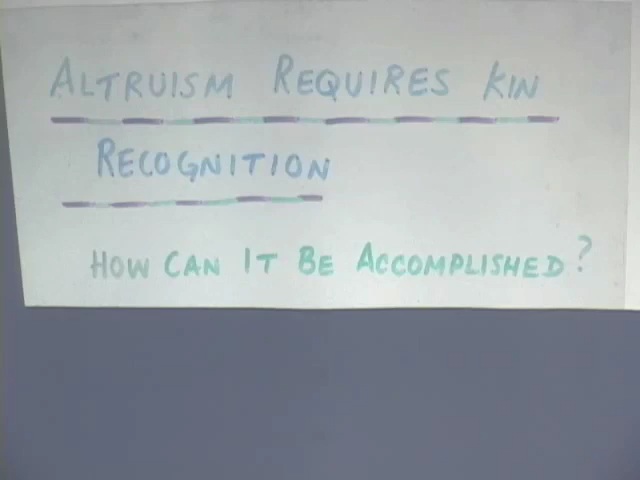 ALTRUISM REQUIRES KIN
RECOGNITION
HOW CAN IT BE ACCOMPLISHED?